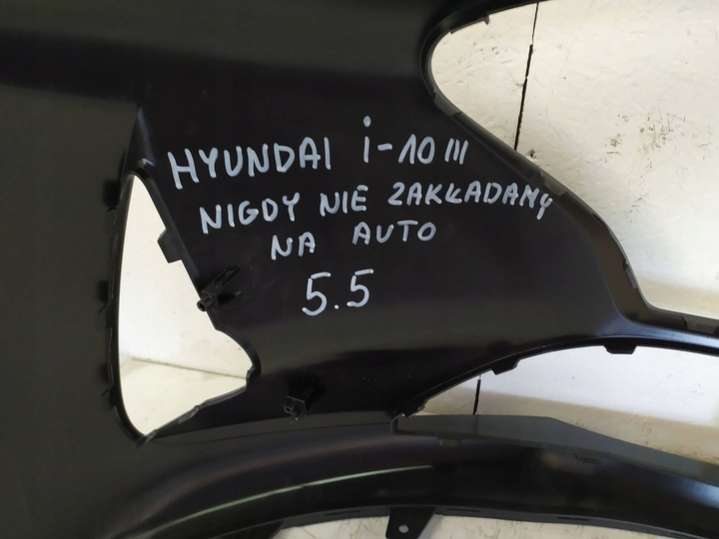 HYUNDAI i-10 III
NIGDY NIE ZAKŁADANY
NA AUTO
5.5